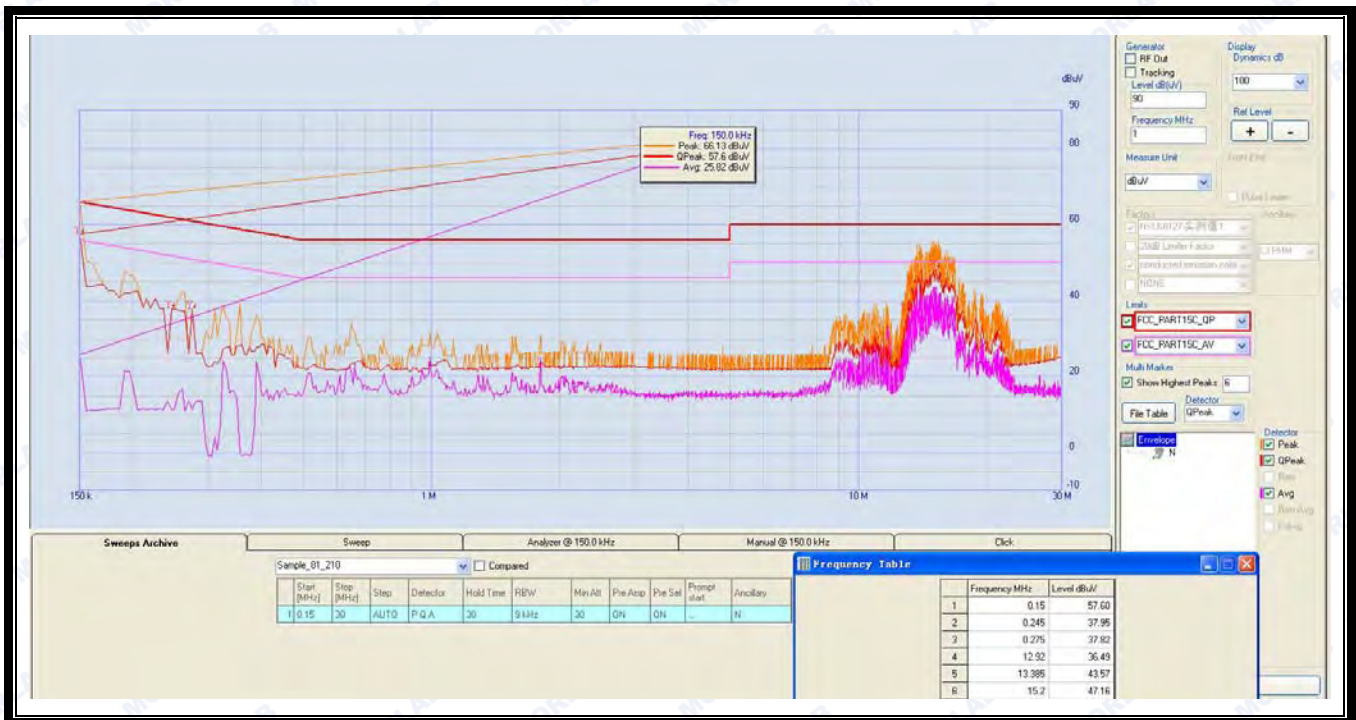 Generator
RF Out
Tracking
Level dB(uV)
90
Frequency MHz
1
Display
Dynamics dB
100
Ref Level
+ -
Measure Unit
dBuV
dBuV
90
80
60
40
20
0
-10
150 k 1 M 10 M 30 M
Freq: 150.0 kHz
Peak: 66.13 dBuV
QPeak: 57.6 dBuV
Avg: 25.82 dBuV
20dB Limiter Factor
NONE
Limits
FCC_PART15C_QP
FCC_PART15C_AV
Multi Marker
Show Highest Peaks 6
File Table
Detector
QPeak
Envelope
N
Detector
Peak
QPeak
Avg
Sweeps Archive Sweep Analyzer @ 150.0 kHz Manual @ 150.0 kHz Click
Sample_81_210 Compared
Start [MHz] Stop [MHz] Step Detector Hold Time RBW Min Att Pre Amp Pre Sel Prompt start Ancillary
1 0.15 30 AUTO P Q A 30 9 kHz 30 ON ON ... N
Frequency Table
Frequency MHz Level dBuV
1 0.15 57.60
2 0.245 37.95
3 0.275 37.82
4 12.92 36.49
5 13.385 43.57
6 15.2 47.16